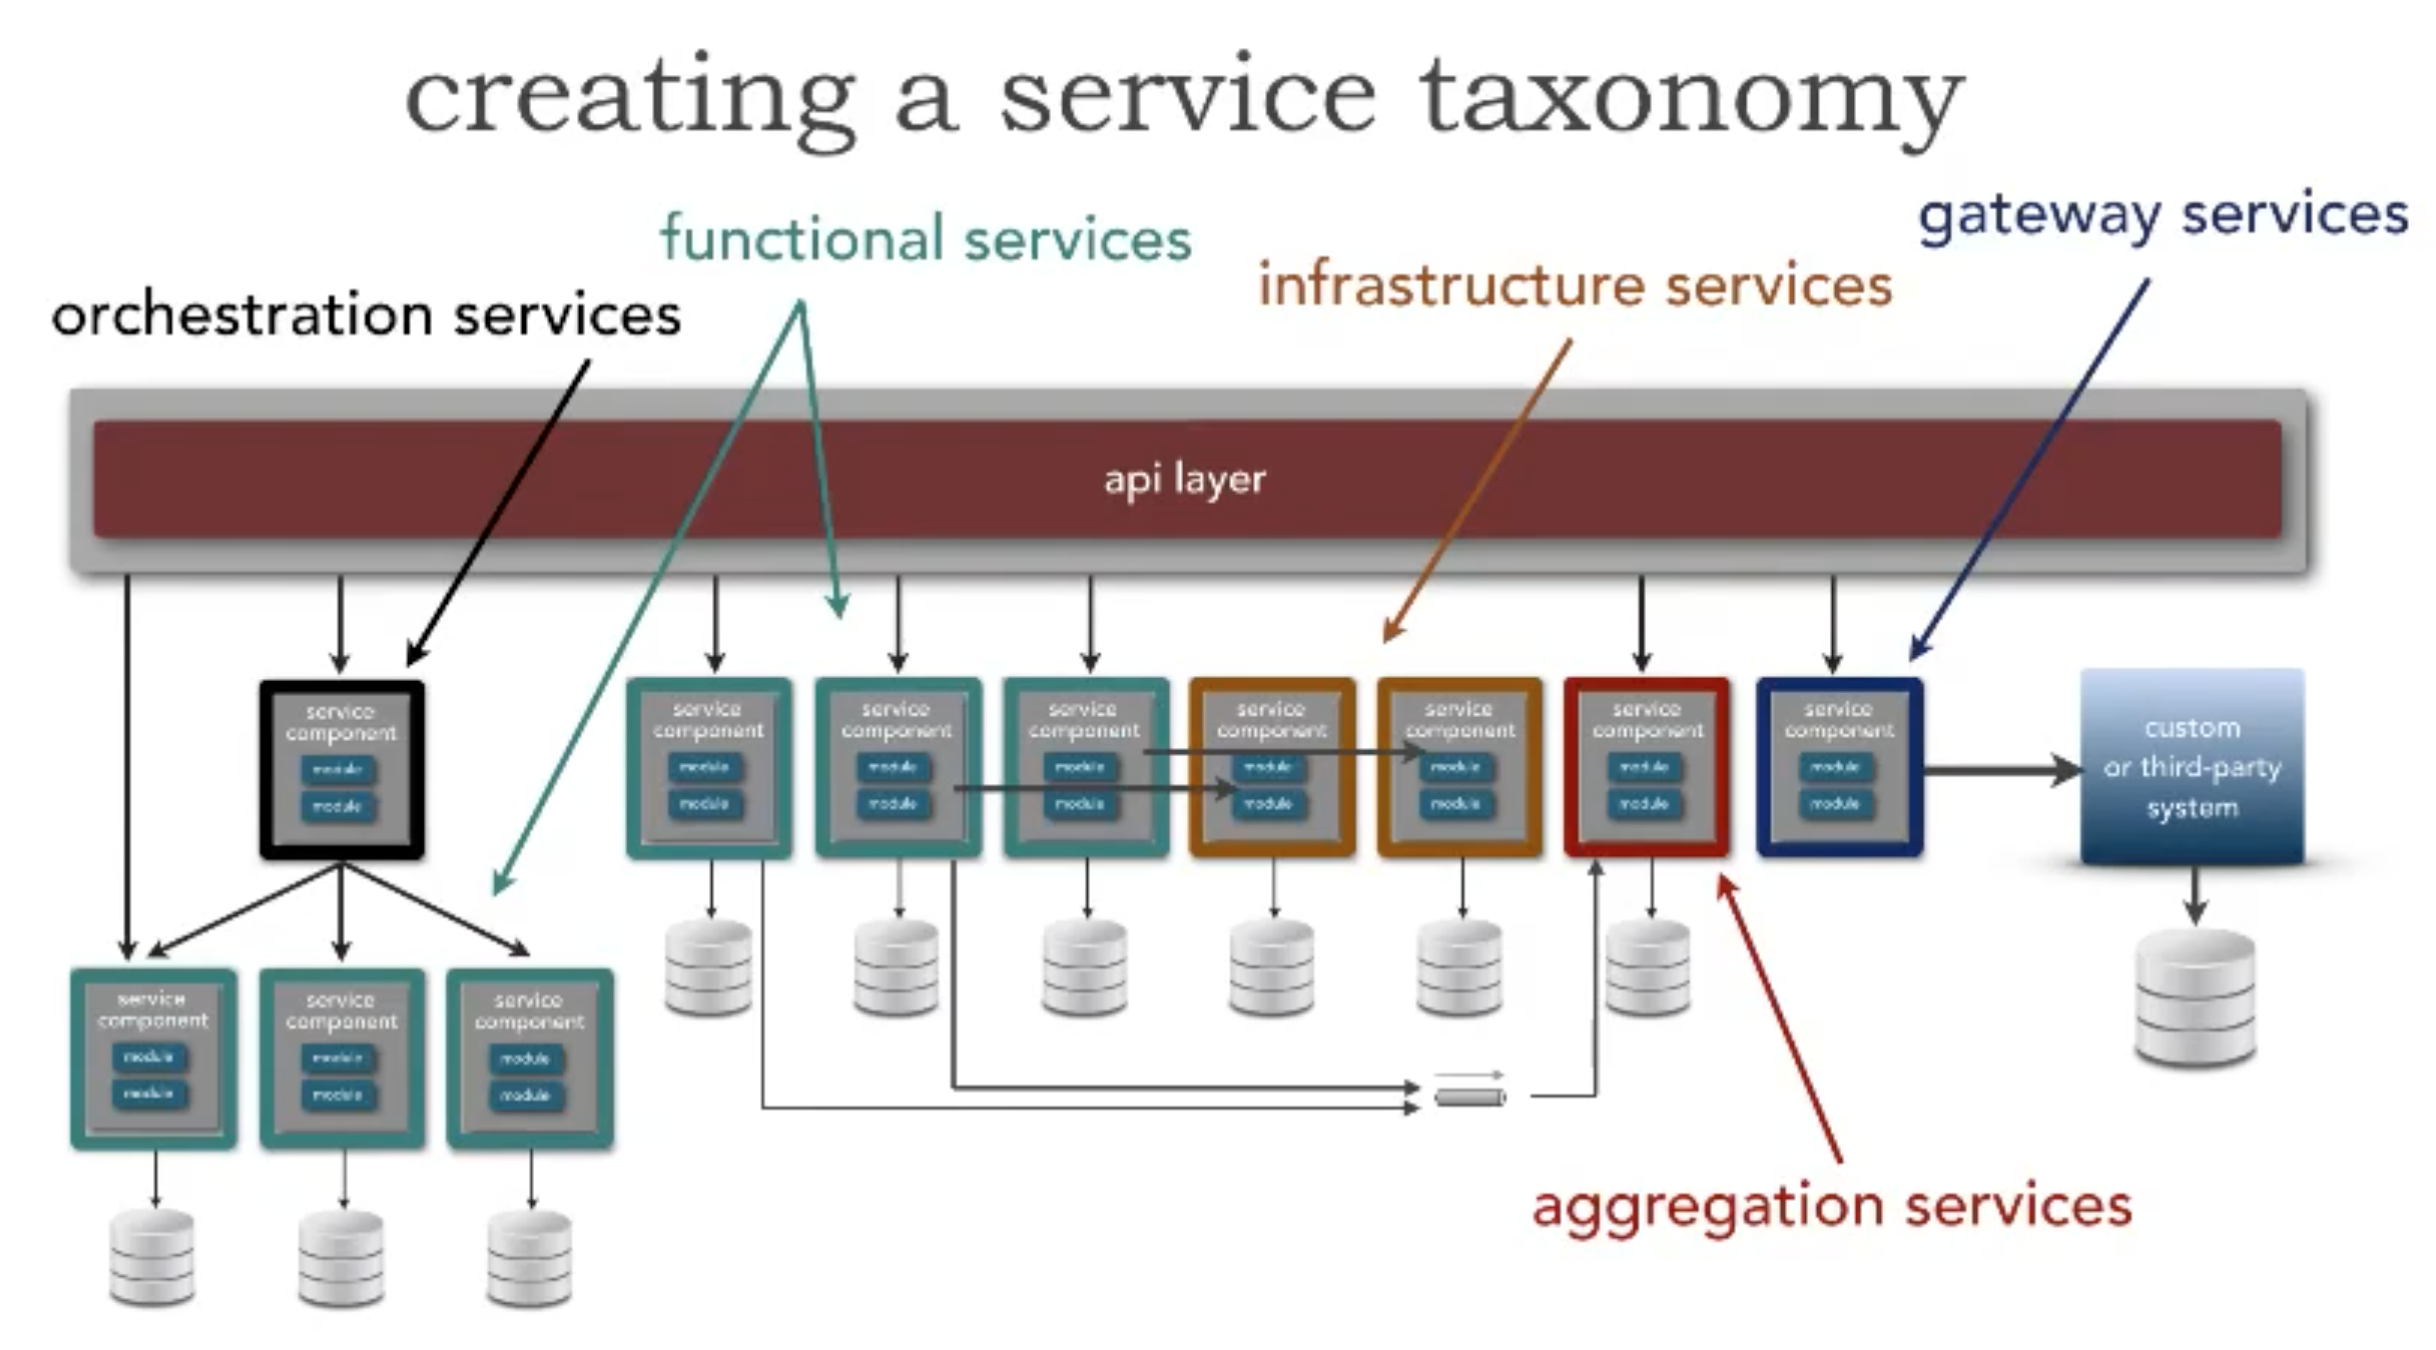 creating a service taxonomy
gateway services
functional services
infrastructure services
orchestration services
api layer
service
component
module
module
service
component
module
module
service
component
module
module
service
component
module
module
service
component
module
module
service
component
module
module
service
component
module
module
service
component
module
module
custom
or third-party
system
service
component
module
module
service
component
module
module
service
component
module
module
aggregation services